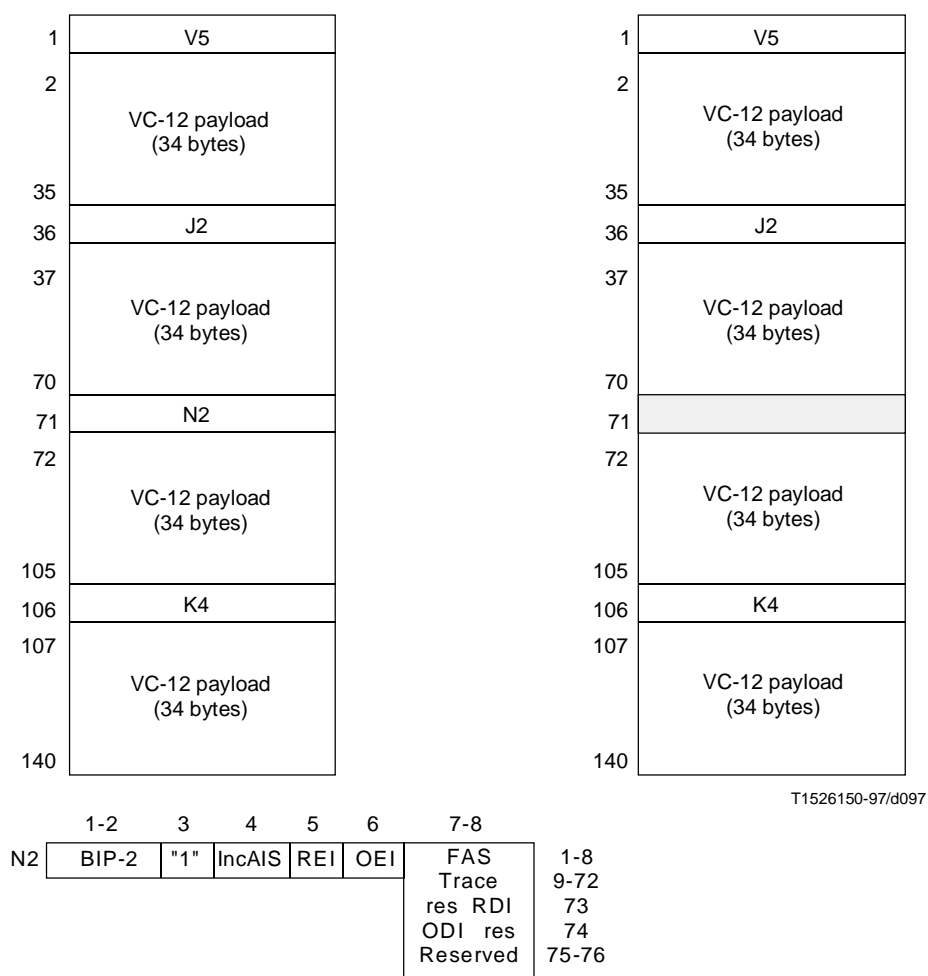 1 V5
2
VC-12 payload
(34 bytes)
35
36 J2
37
VC-12 payload
(34 bytes)
70
71 N2
72
VC-12 payload
(34 bytes)
105
106 K4
107
VC-12 payload
(34 bytes)
140
1 V5
2
VC-12 payload
(34 bytes)
35
36 J2
37
VC-12 payload
(34 bytes)
70
71
72
VC-12 payload
(34 bytes)
105
106 K4
107
VC-12 payload
(34 bytes)
140
T1526150-97/d097
1-2 3 4 5 6 7-8
N2 BIP-2 "1" IncAIS REI OEI FAS 1-8
Trace 9-72
res RDI 73
ODI res 74
Reserved 75-76